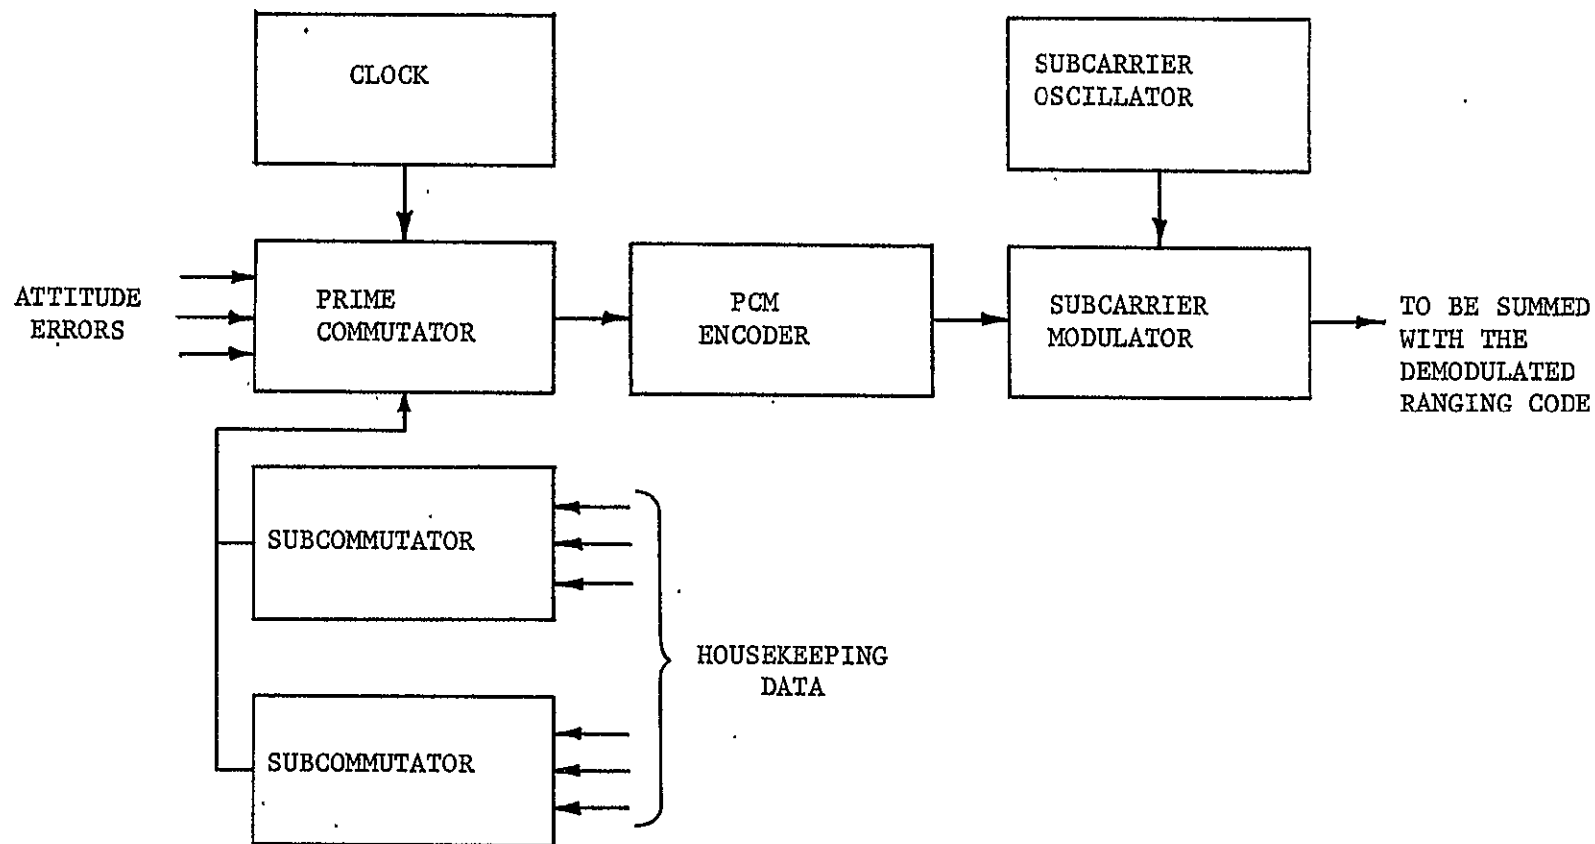 CLOCK
SUBCARRIER
OSCILLATOR
ATTITUDE
ERRORS
PRIME
COMMUTATOR
PCM
ENCODER
SUBCARRIER
MODULATOR
TO BE SUMMED
WITH THE
DEMODULATED
RANGING CODE
SUBCOMMUTATOR
HOUSEKEEPING
DATA
SUBCOMMUTATOR